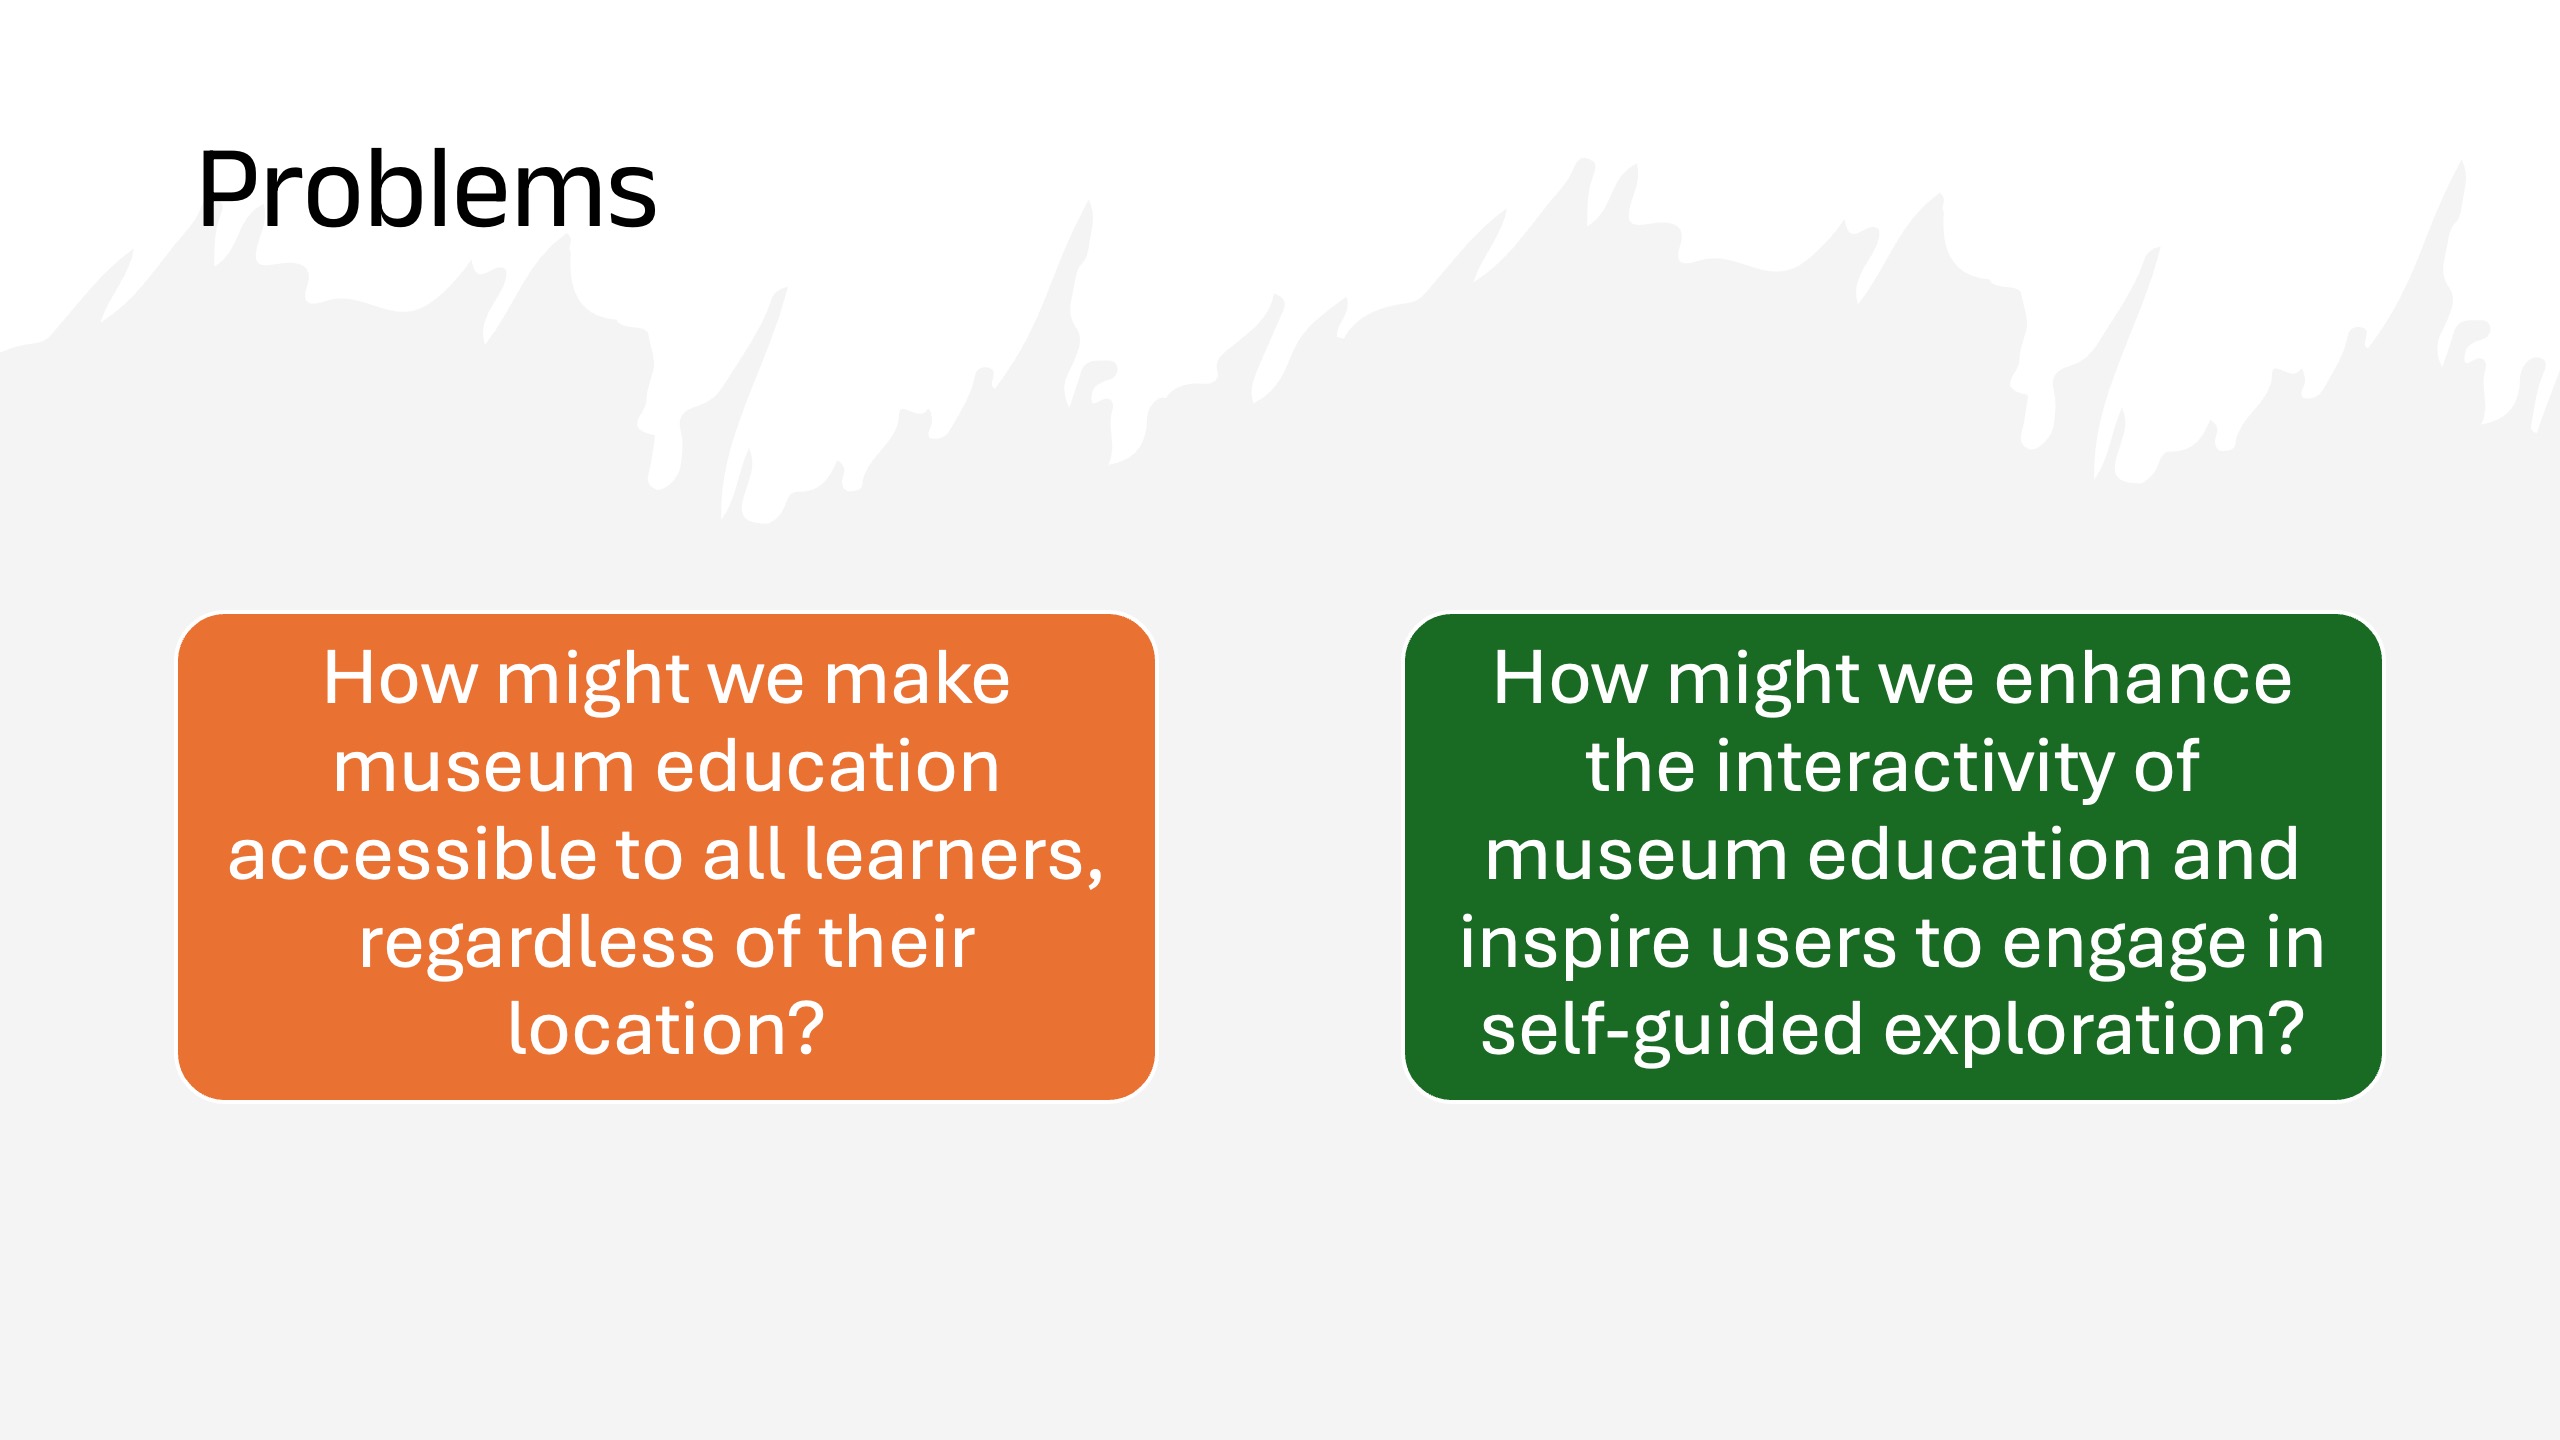 Problems
How might we make
museum education
accessible to all learners,
regardless of their
location?
How might we enhance
the interactivity of
museum education and
inspire users to engage in
self-guided exploration?